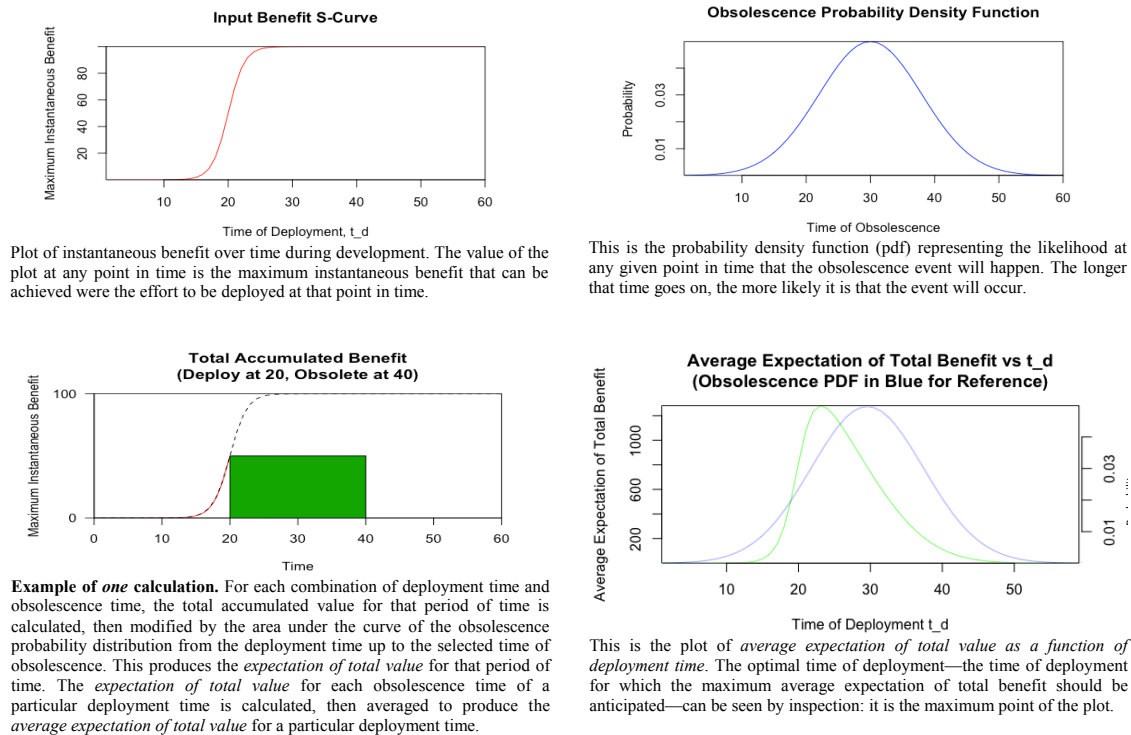 Input Benefit S-Curve
Maximum Instantaneous Benefit
20 40 60 80
10 20 30 40 50 60
Time of Deployment, t_d
Plot of instantaneous benefit over time during development. The value of the
plot at any point in time is the maximum instantaneous benefit that can be
achieved were the effort to be deployed at that point in time.
Obsolescence Probability Density Function
Probability
0.01 0.03
10 20 30 40 50 60
Time of Obsolescence
This is the probability density function (pdf) representing the likelihood at
any given point in time that the obsolescence event will happen. The longer
that time goes on, the more likely it is that the event will occur.
Total Accumulated Benefit
(Deploy at 20, Obsolete at 40)
Maximum Instantaneous Benefit
100
0
0 10 20 30 40 50 60
Time
Example of one calculation. For each combination of deployment time and
obsolescence time, the total accumulated value for that period of time is
calculated, then modified by the area under the curve of the obsolescence
probability distribution from the deployment time up to the selected time of
obsolescence. This produces the expectation of total value for that period of
time. The expectation of total value for each obsolescence time of a
particular deployment time is calculated, then averaged to produce the
average expectation of total value for a particular deployment time.
Average Expectation of Total Benefit vs t_d
(Obsolescence PDF in Blue for Reference)
Average Expectation of Total Benefit
200 600 1000
0.01 0.03
10 20 30 40 50
Time of Deployment t_d
This is the plot of average expectation of total value as a function of
deployment time. The optimal time of deployment—the time of deployment
for which the maximum average expectation of total benefit should be
anticipated—can be seen by inspection: it is the maximum point of the plot.